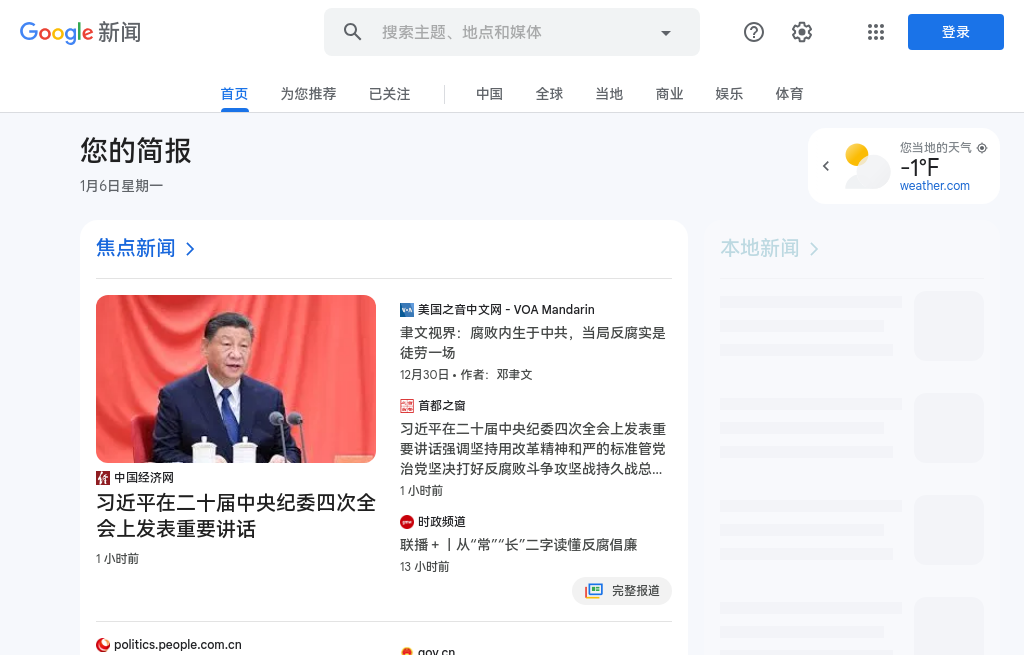 Google 新闻
搜索主题、地点和媒体
登录
首页
为您推荐
已关注
中国
全球
当地
商业
娱乐
体育
您的简报
1月6日星期一
您当地的天气
-1°F
weather.com
焦点新闻
中国经济网
习近平在二十届中央纪委四次全
会上发表重要讲话
1 小时前
美国之音中文网 - VOA Mandarin
聿文视界：腐败内生于中共，当局反腐实是
徒劳一场
12月30日 • 作者：邓聿文
首都之窗
习近平在二十届中央纪委四次全会上发表重
要讲话强调坚持用改革精神和严的标准管党
治党坚决打好反腐败斗争攻坚战持久战总...
1 小时前
时政频道
联播＋丨从“常”“长”二字读懂反腐倡廉
13 小时前
完整报道
politics.people.com.cn
gov.cn
本地新闻